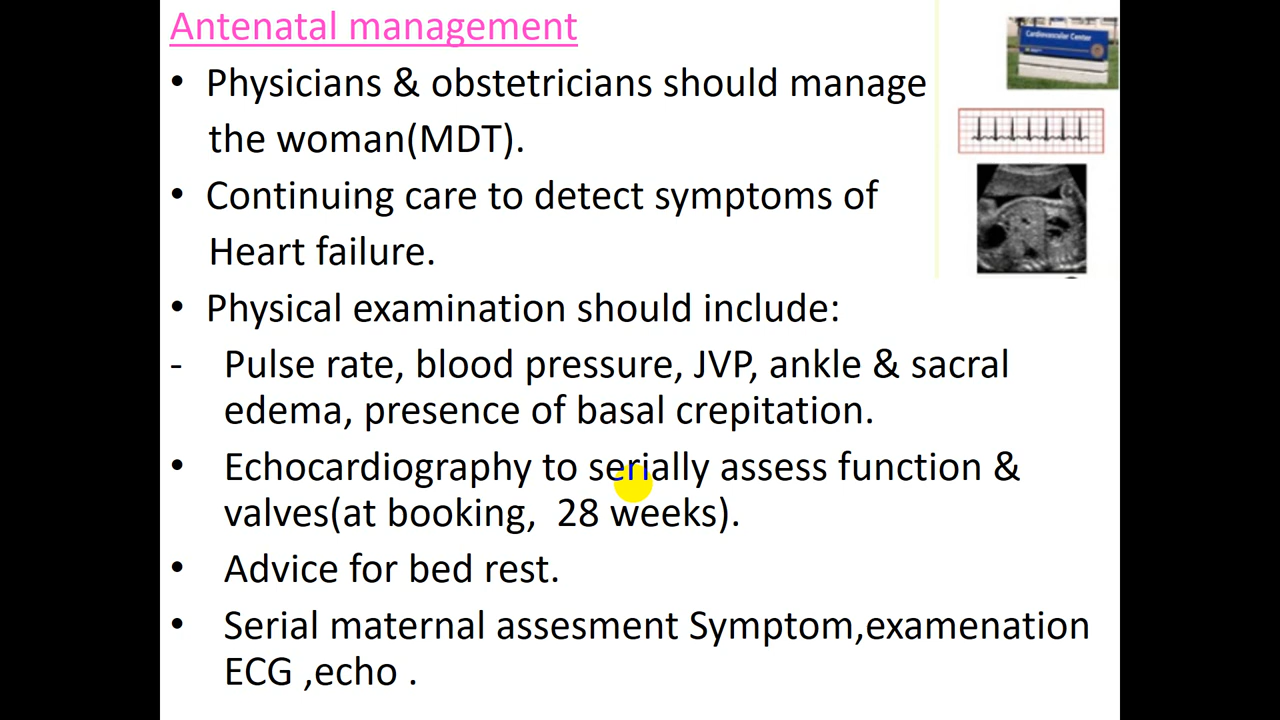 Antenatal management
• Physicians & obstetricians should manage
the woman(MDT).
• Continuing care to detect symptoms of
Heart failure.
• Physical examination should include:
- Pulse rate, blood pressure, JVP, ankle & sacral
edema, presence of basal crepitation.
• Echocardiography to serially assess function &
valves(at booking,  28 weeks).
• Advice for bed rest.
• Serial maternal assesment Symptom,examenation
ECG ,echo .
Cardiovascular Center